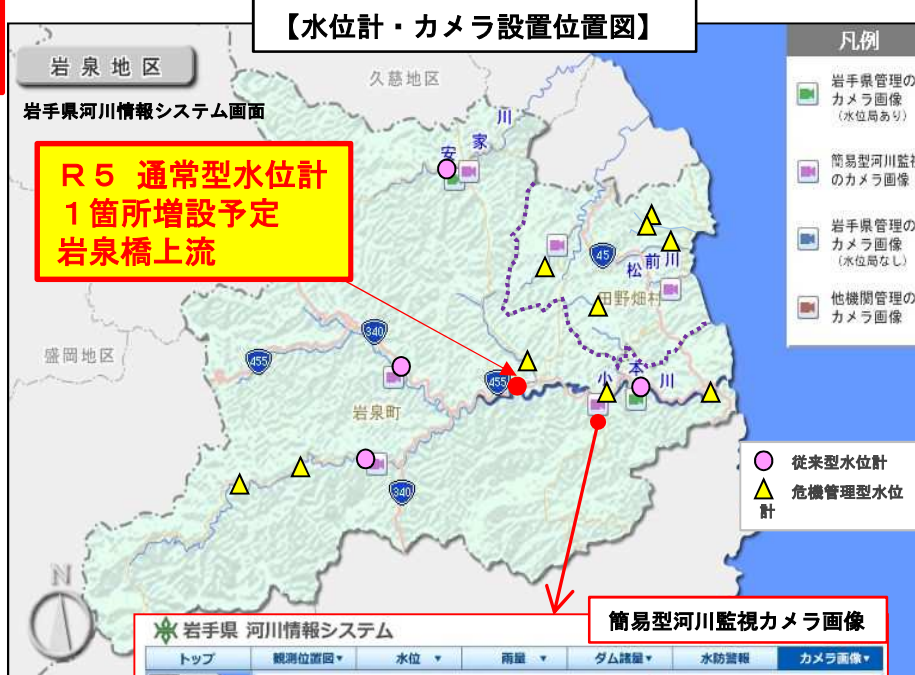 【水位計・カメラ設置位置図】
岩泉地区
岩手県河川情報システム画面
久慈地区
Ｒ５ 通常型水位計
１箇所増設予定
岩泉橋上流
安
家
川
45
松前川
田野畑村
盛岡地区
340
455
455
岩泉町
小
本
川
340
N
凡例
岩手県管理の
カメラ画像
（水位局あり）
簡易型河川監視
のカメラ画像
岩手県管理の
カメラ画像
（水位局なし）
他機関管理の
カメラ画像
従来型水位計
危機管理型水位
計
簡易型河川監視カメラ画像
岩手県 河川情報システム
トップ 観測位置図▼ 水位 ▼ 雨量 ▼ ダム諸量▼ 水防警報 カメラ画像▼